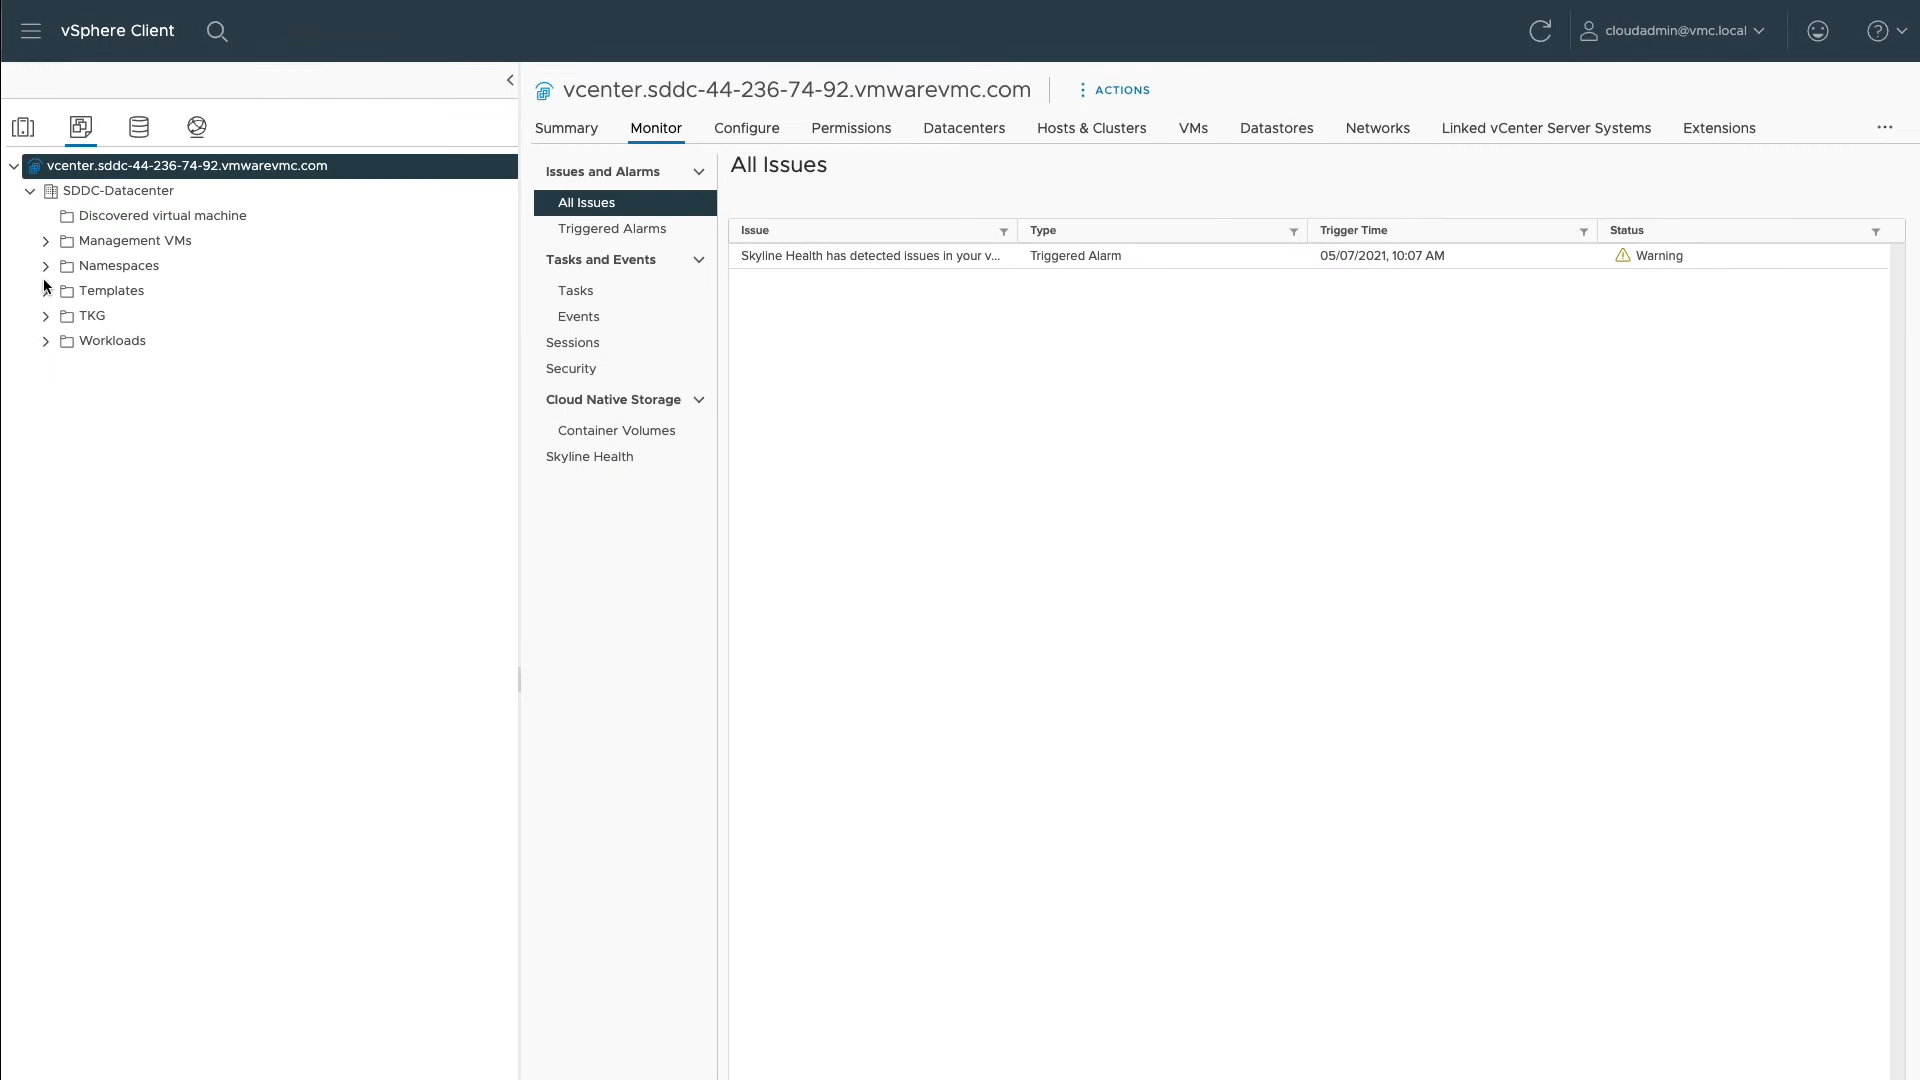 vSphere Client
cloudadmin@vmc.local
vcenter.sddc-44-236-74-92.vmwarevmc.com
SDDC-Datacenter
Discovered virtual machine
Management VMs
Namespaces
Templates
TKG
Workloads
vcenter.sddc-44-236-74-92.vmwarevmc.com
ACTIONS
Summary Monitor Configure Permissions Datacenters Hosts & Clusters VMs Datastores Networks Linked vCenter Server Systems Extensions
Issues and Alarms
All Issues
Triggered Alarms
Tasks and Events
Tasks
Events
Sessions
Security
Cloud Native Storage
Container Volumes
Skyline Health
All Issues
Issue Type Trigger Time Status
Skyline Health has detected issues in your v... Triggered Alarm 05/07/2021, 10:07 AM Warning